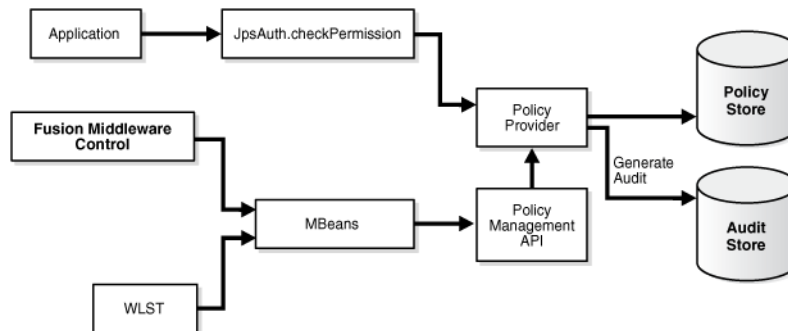 Application
JpsAuth.checkPermission
Policy
Store
Policy
Provider
Fusion Middleware
Control
Generate
Audit
MBeans
Policy
Management
API
Audit
Store
WLST